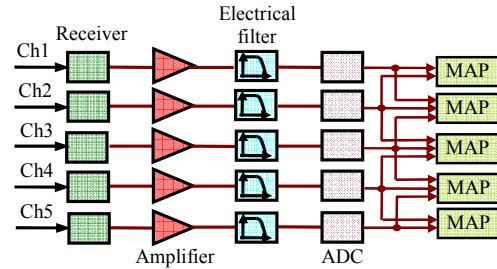 Electrical
filter
Receiver
Ch1
MAP
Ch2
MAP
Ch3
MAP
Ch4
MAP
Ch5
MAP
Amplifier
ADC